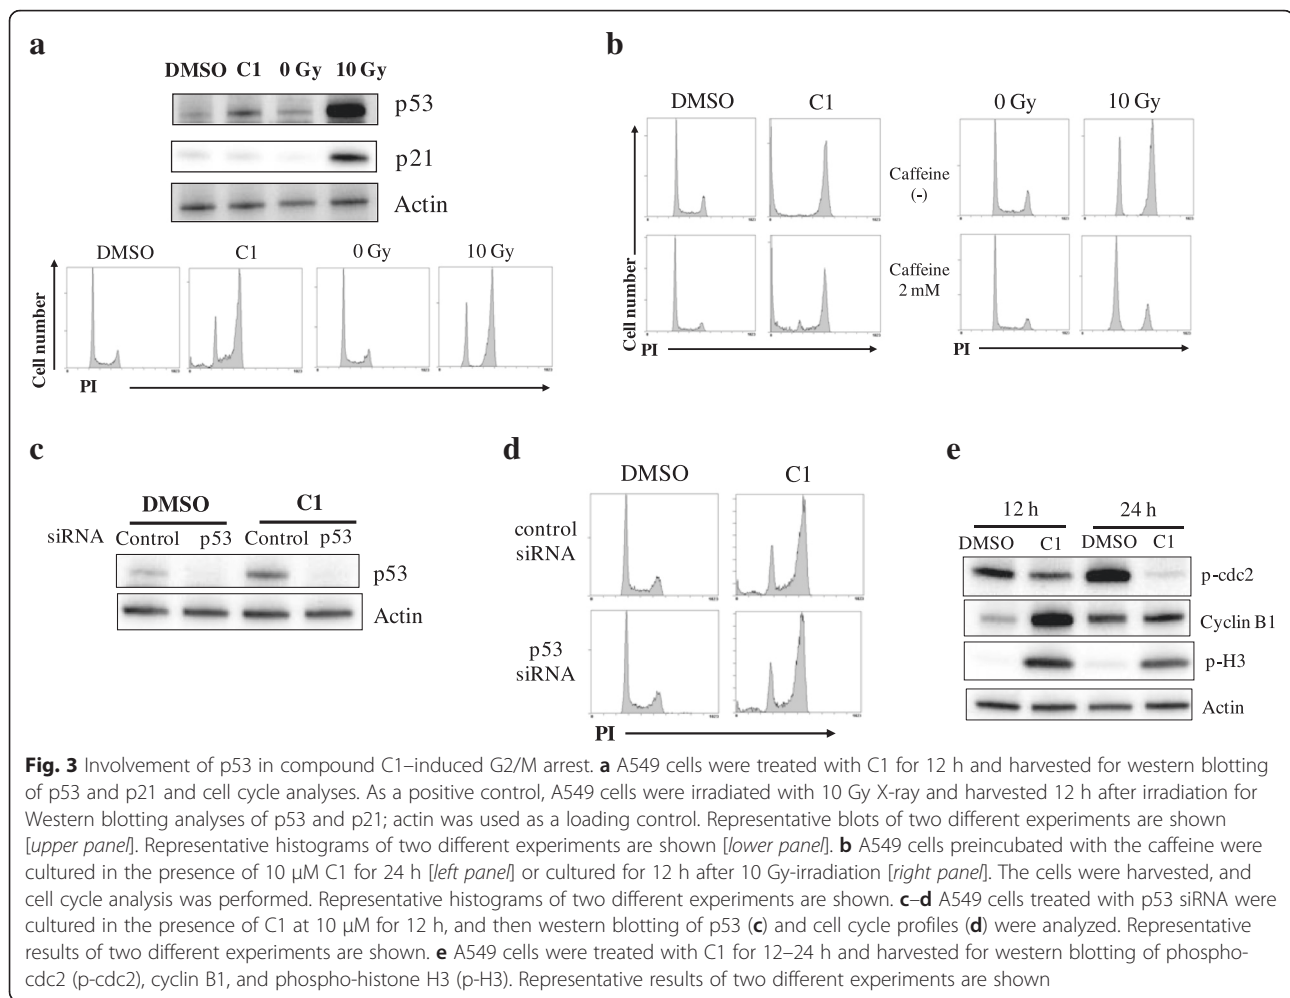 a
DMSO C1 0 Gy 10 Gy
p53
p21
Actin
DMSO C1 0 Gy 10 Gy
Cell number
PI
b
DMSO C1 0 Gy 10 Gy
Caffeine
(-)
Caffeine
2 mM
Cell number
PI PI
c
DMSO C1
siRNA Control p53 Control p53
p53
Actin
d
DMSO C1
control
siRNA
p53
siRNA
PI
e
12 h 24 h
DMSO C1 DMSO C1
p-cdc2
Cyclin B1
p-H3
Actin
Fig. 3 Involvement of p53 in compound C1–induced G2/M arrest. a A549 cells were treated with C1 for 12 h and harvested for western blotting
of p53 and p21 and cell cycle analyses. As a positive control, A549 cells were irradiated with 10 Gy X-ray and harvested 12 h after irradiation for
Western blotting analyses of p53 and p21; actin was used as a loading control. Representative blots of two different experiments are shown
[upper panel]. Representative histograms of two different experiments are shown [lower panel]. b A549 cells preincubated with the caffeine were
cultured in the presence of 10 μM C1 for 24 h [left panel] or cultured for 12 h after 10 Gy-irradiation [right panel]. The cells were harvested, and
cell cycle analysis was performed. Representative histograms of two different experiments are shown. c–d A549 cells treated with p53 siRNA were
cultured in the presence of C1 at 10 μM for 12 h, and then western blotting of p53 (c) and cell cycle profiles (d) were analyzed. Representative
results of two different experiments are shown. e A549 cells were treated with C1 for 12–24 h and harvested for western blotting of phospho-
cdc2 (p-cdc2), cyclin B1, and phospho-histone H3 (p-H3). Representative results of two different experiments are shown